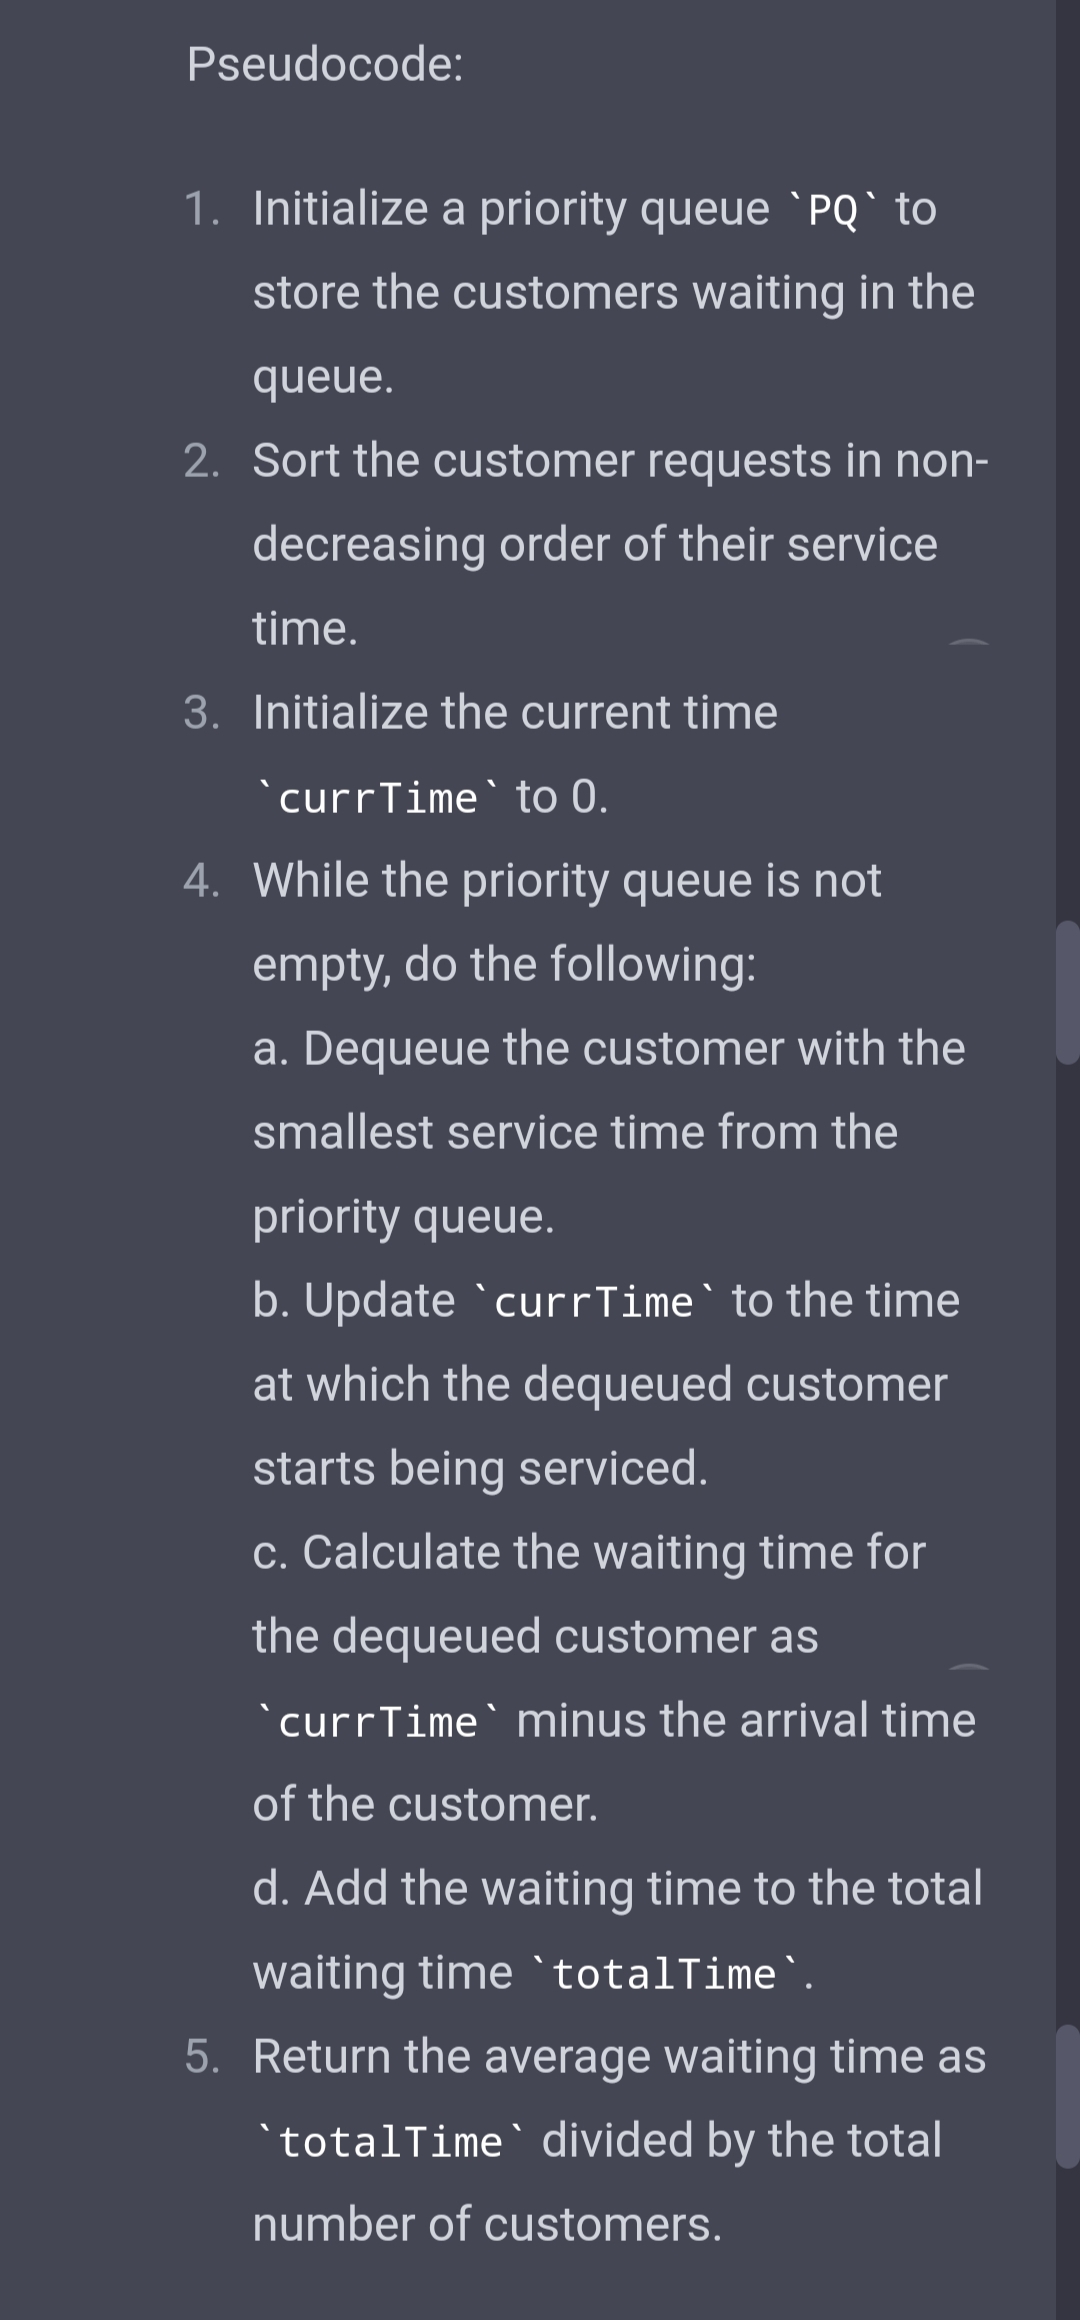 Pseudocode:
1. Initialize a priority queue `PQ` to
store the customers waiting in the
queue.
2. Sort the customer requests in non-
decreasing order of their service
time.
3. Initialize the current time
`currTime` to 0.
4. While the priority queue is not
empty, do the following:
a. Dequeue the customer with the
smallest service time from the
priority queue.
b. Update `currTime` to the time
at which the dequeued customer
starts being serviced.
c. Calculate the waiting time for
the dequeued customer as
`currTime` minus the arrival time
of the customer.
d. Add the waiting time to the total
waiting time `totalTime`.
5. Return the average waiting time as
`totalTime` divided by the total
number of customers.